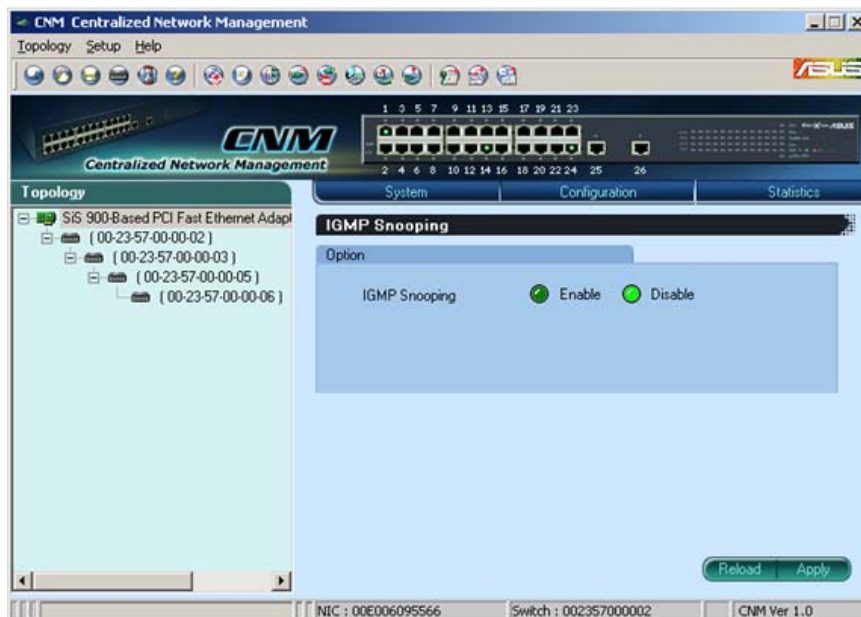 CNM Centralized Network Management
Topology Setup Help
ASUS
CNM
Centralized Network Management
1 3 5 7 9 11 13 15 17 19 21 23
2 4 6 8 10 12 14 16 18 20 22 24 25 26
Topology
System Configuration Statistics
SiS 900-Based PCI Fast Ethernet Adapt
( 00-23-57-00-00-02 )
( 00-23-57-00-00-03 )
( 00-23-57-00-00-05 )
( 00-23-57-00-00-06 )
IGMP Snooping
Option
IGMP Snooping Enable Disable
Reload Apply
NIC : 00E006095566 Switch : 002357000002 CNM Ver 1.0